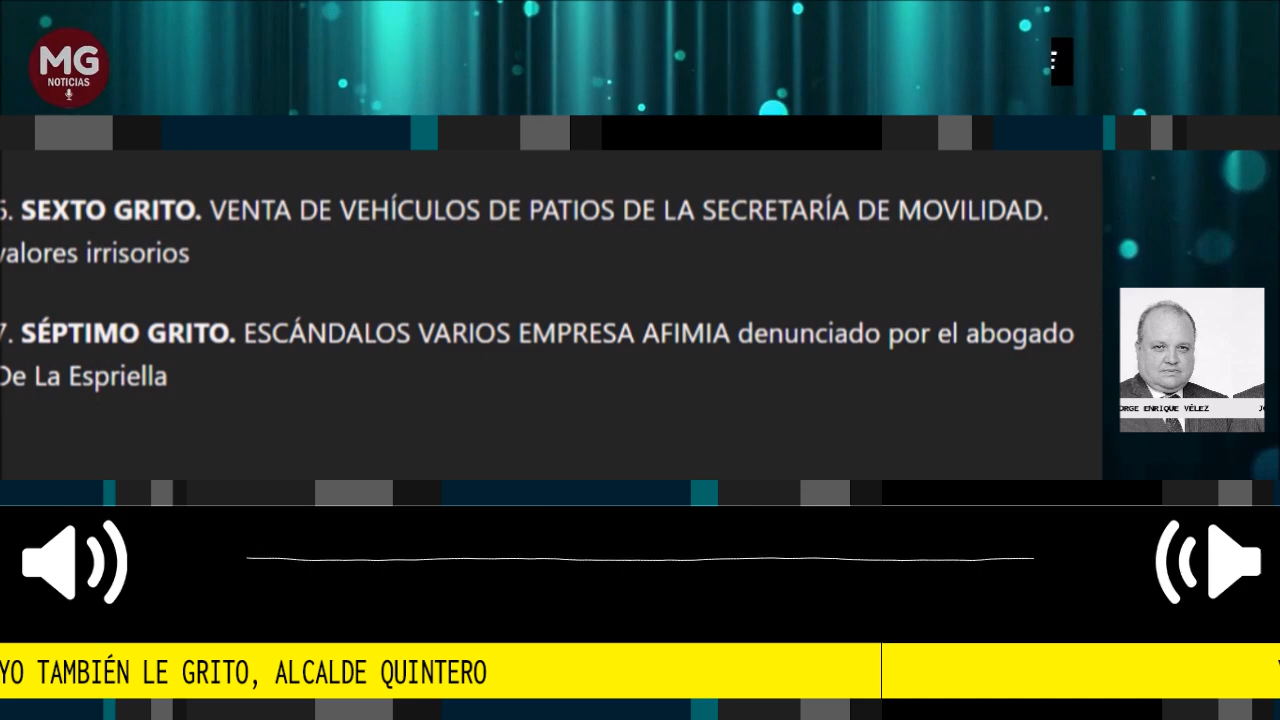 MG
NOTICIAS
SEXTO GRITO. VENTA DE VEHÍCULOS DE PATIOS DE LA SECRETARÍA DE MOVILIDAD.
valores irrisorios
7. SÉPTIMO GRITO. ESCÁNDALOS VARIOS EMPRESA AFIMIA denunciado por el abogado
De La Espriella
ORGE ENRIQUE VÉLEZ
YO TAMBIÉN LE GRITO, ALCALDE QUINTERO